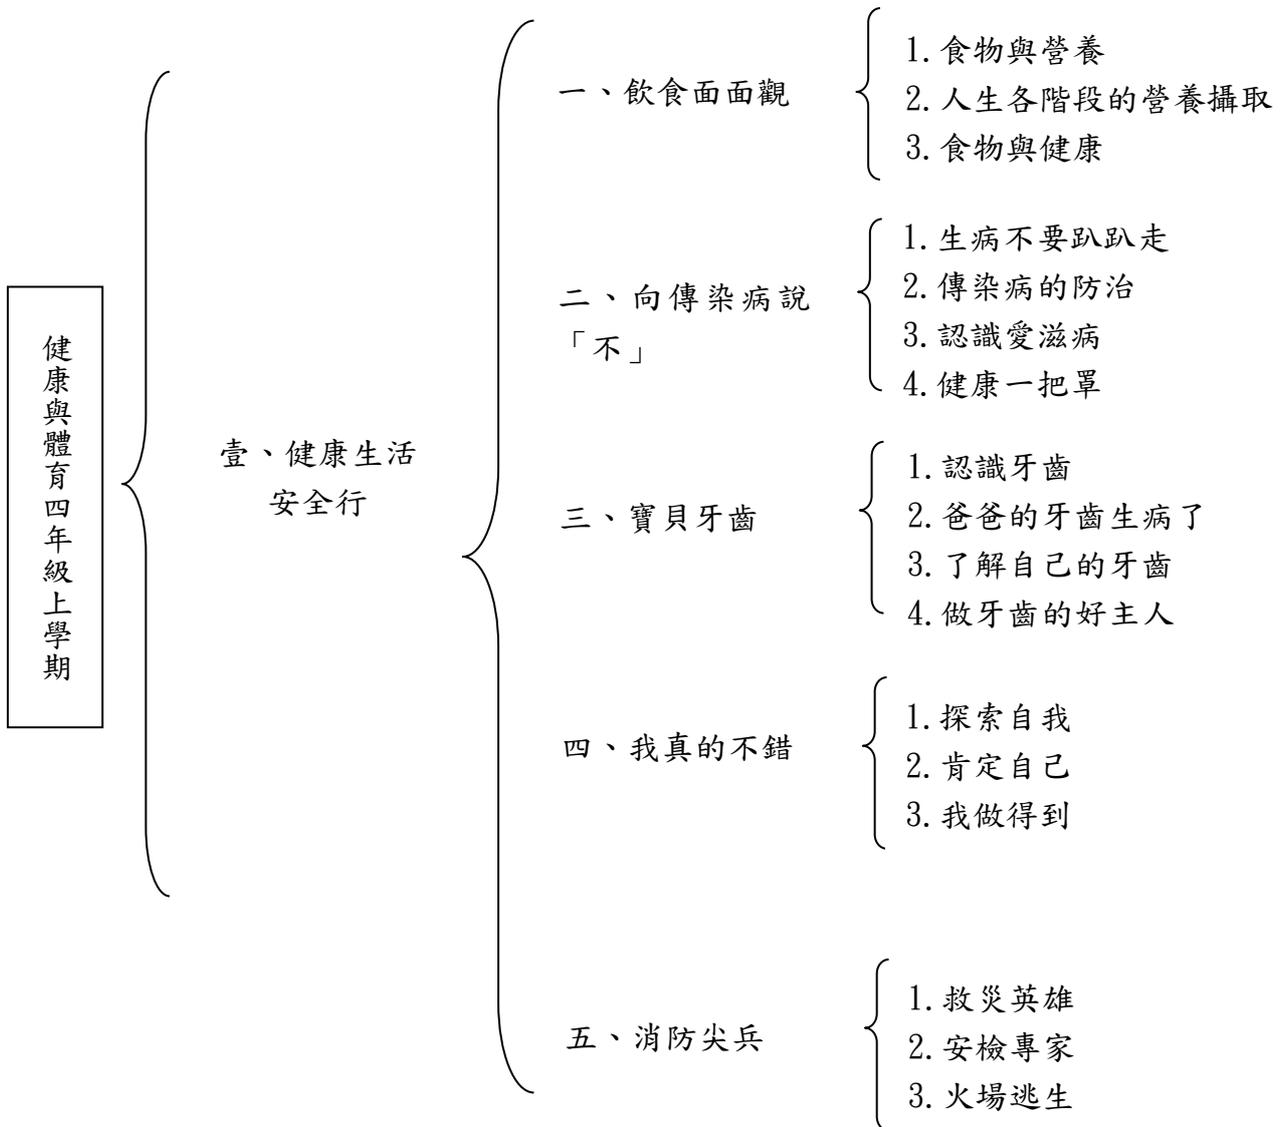 健康與體育四年級上學期
壹、健康生活
安全行
一、飲食面面觀
1.食物與營養
2.人生各階段的營養攝取
3.食物與健康
二、向傳染病說
「不」
1.生病不要趴趴走
2.傳染病的防治
3.認識愛滋病
4.健康一把罩
三、寶貝牙齒
1.認識牙齒
2.爸爸的牙齒生病了
3.了解自己的牙齒
4.做牙齒的好主人
四、我真的不錯
1.探索自我
2.肯定自己
3.我做得到
五、消防尖兵
1.救災英雄
2.安檢專家
3.火場逃生